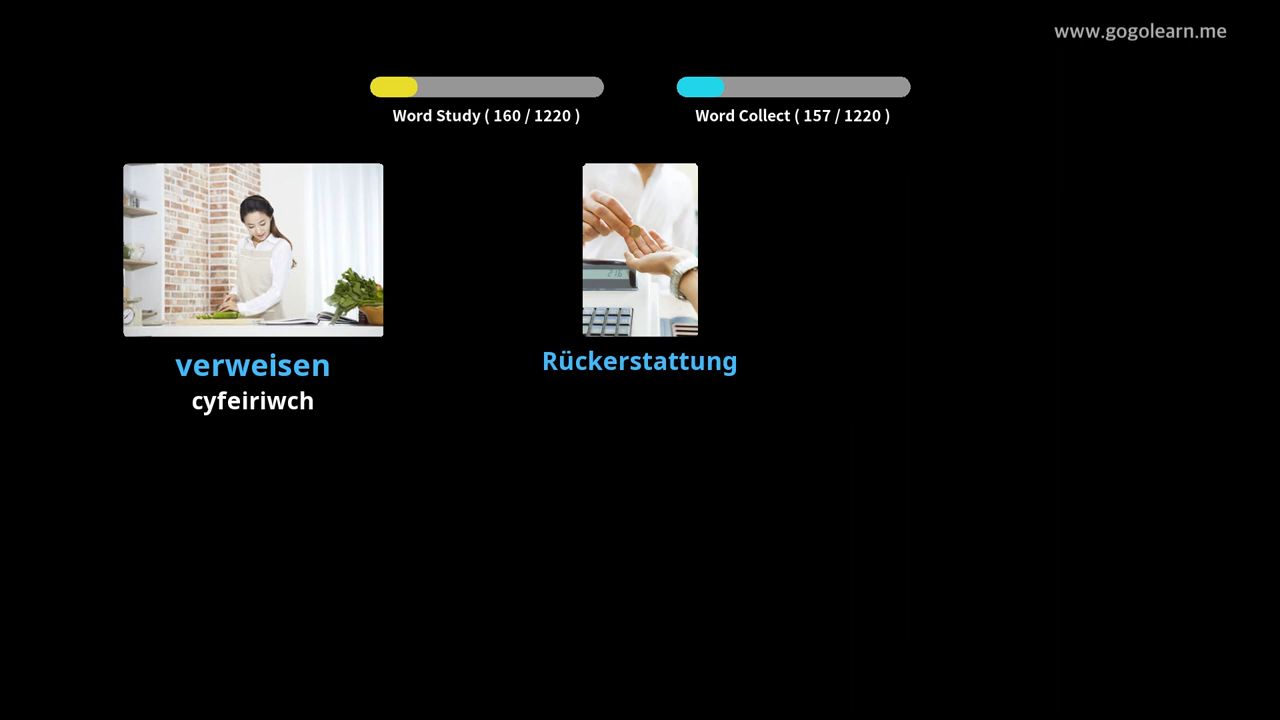 www.gogolearn.me
Word Study ( 160 / 1220 )
Word Collect ( 157 / 1220 )
verweisen
cyfeiriwch
Rückerstattung